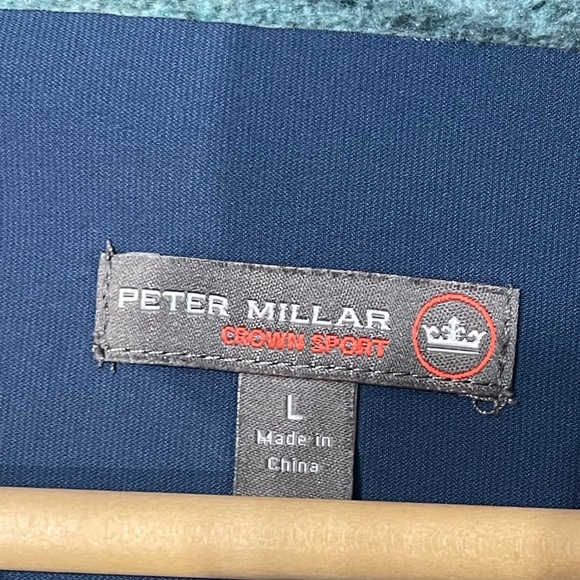 PETER MILLAR
CROWN SPORT
L
Made in
China